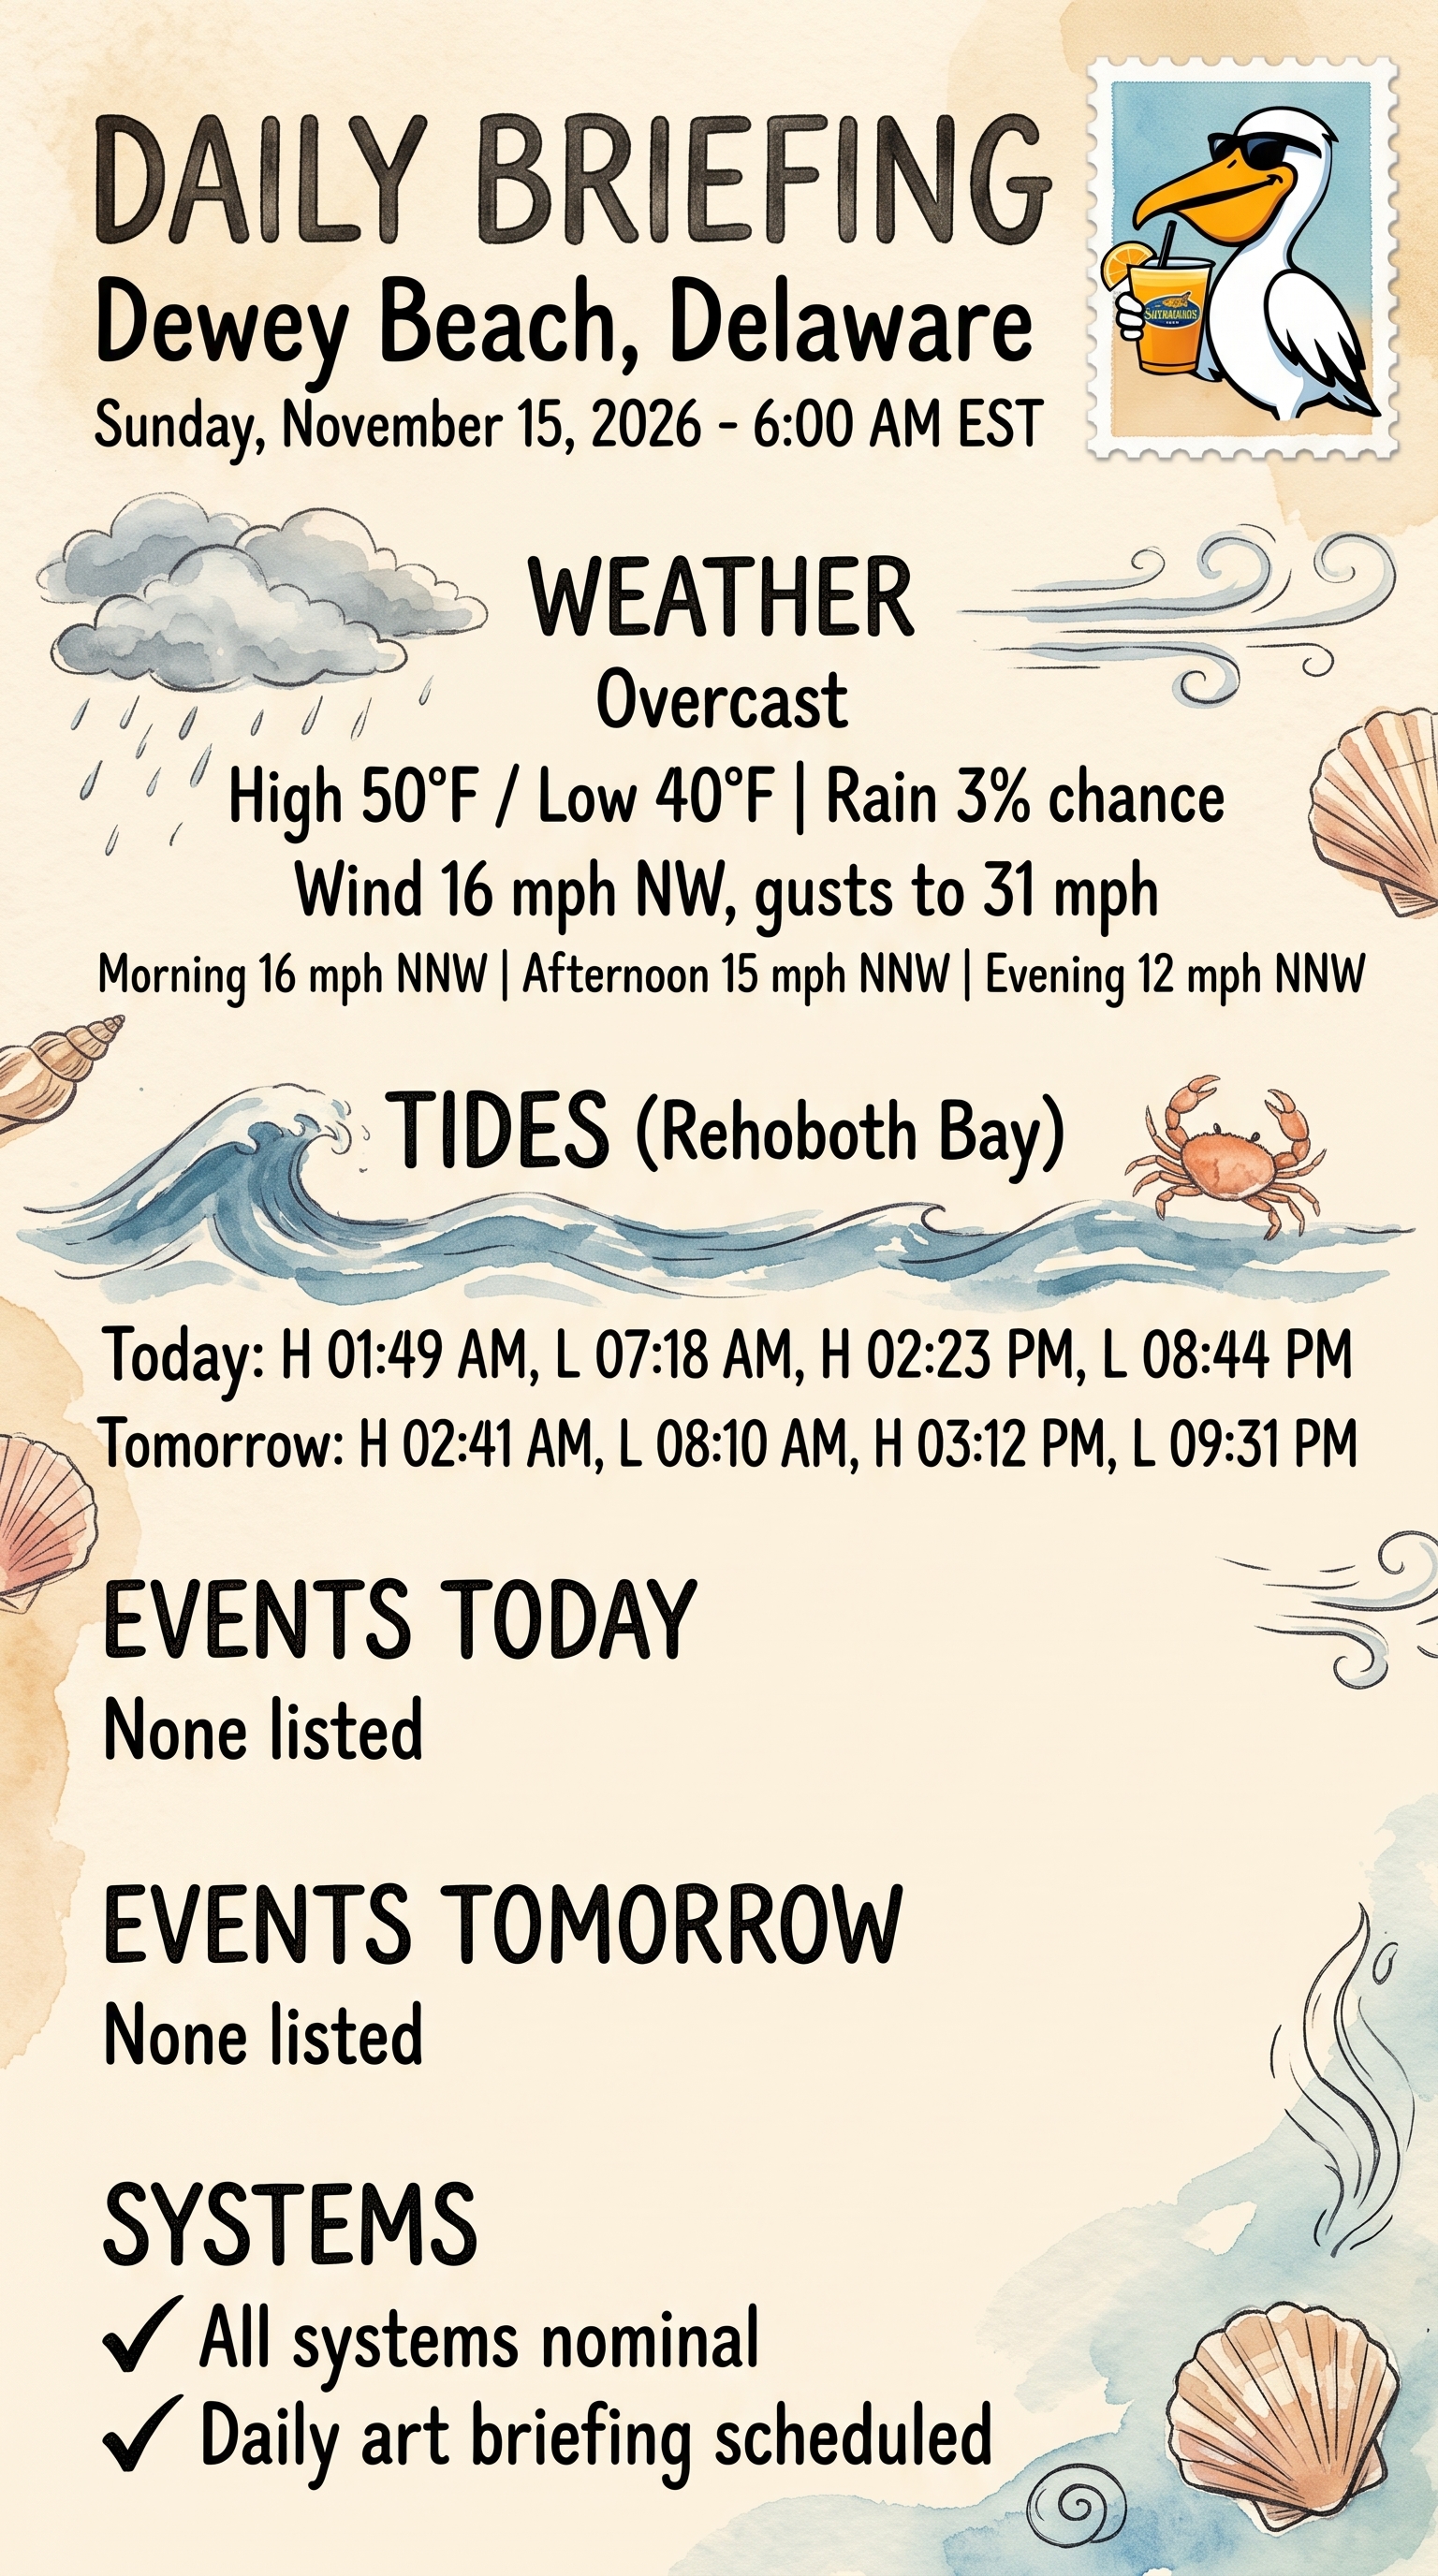 DAILY BRIEFING
Dewey Beach, Delaware
Sunday, November 15, 2026 - 6:00 AM EST
WEATHER
Overcast
High 50°F / Low 40°F | Rain 3% chance
Wind 16 mph NW, gusts to 31 mph
Morning 16 mph NNW | Afternoon 15 mph NNW | Evening 12 mph NNW
TIDES (Rehoboth Bay)
Today: H 01:49 AM, L 07:18 AM, H 02:23 PM, L 08:44 PM
Tomorrow: H 02:41 AM, L 08:10 AM, H 03:12 PM, L 09:31 PM
EVENTS TODAY
None listed
EVENTS TOMORROW
None listed
SYSTEMS
✓ All systems nominal
✓ Daily art briefing scheduled